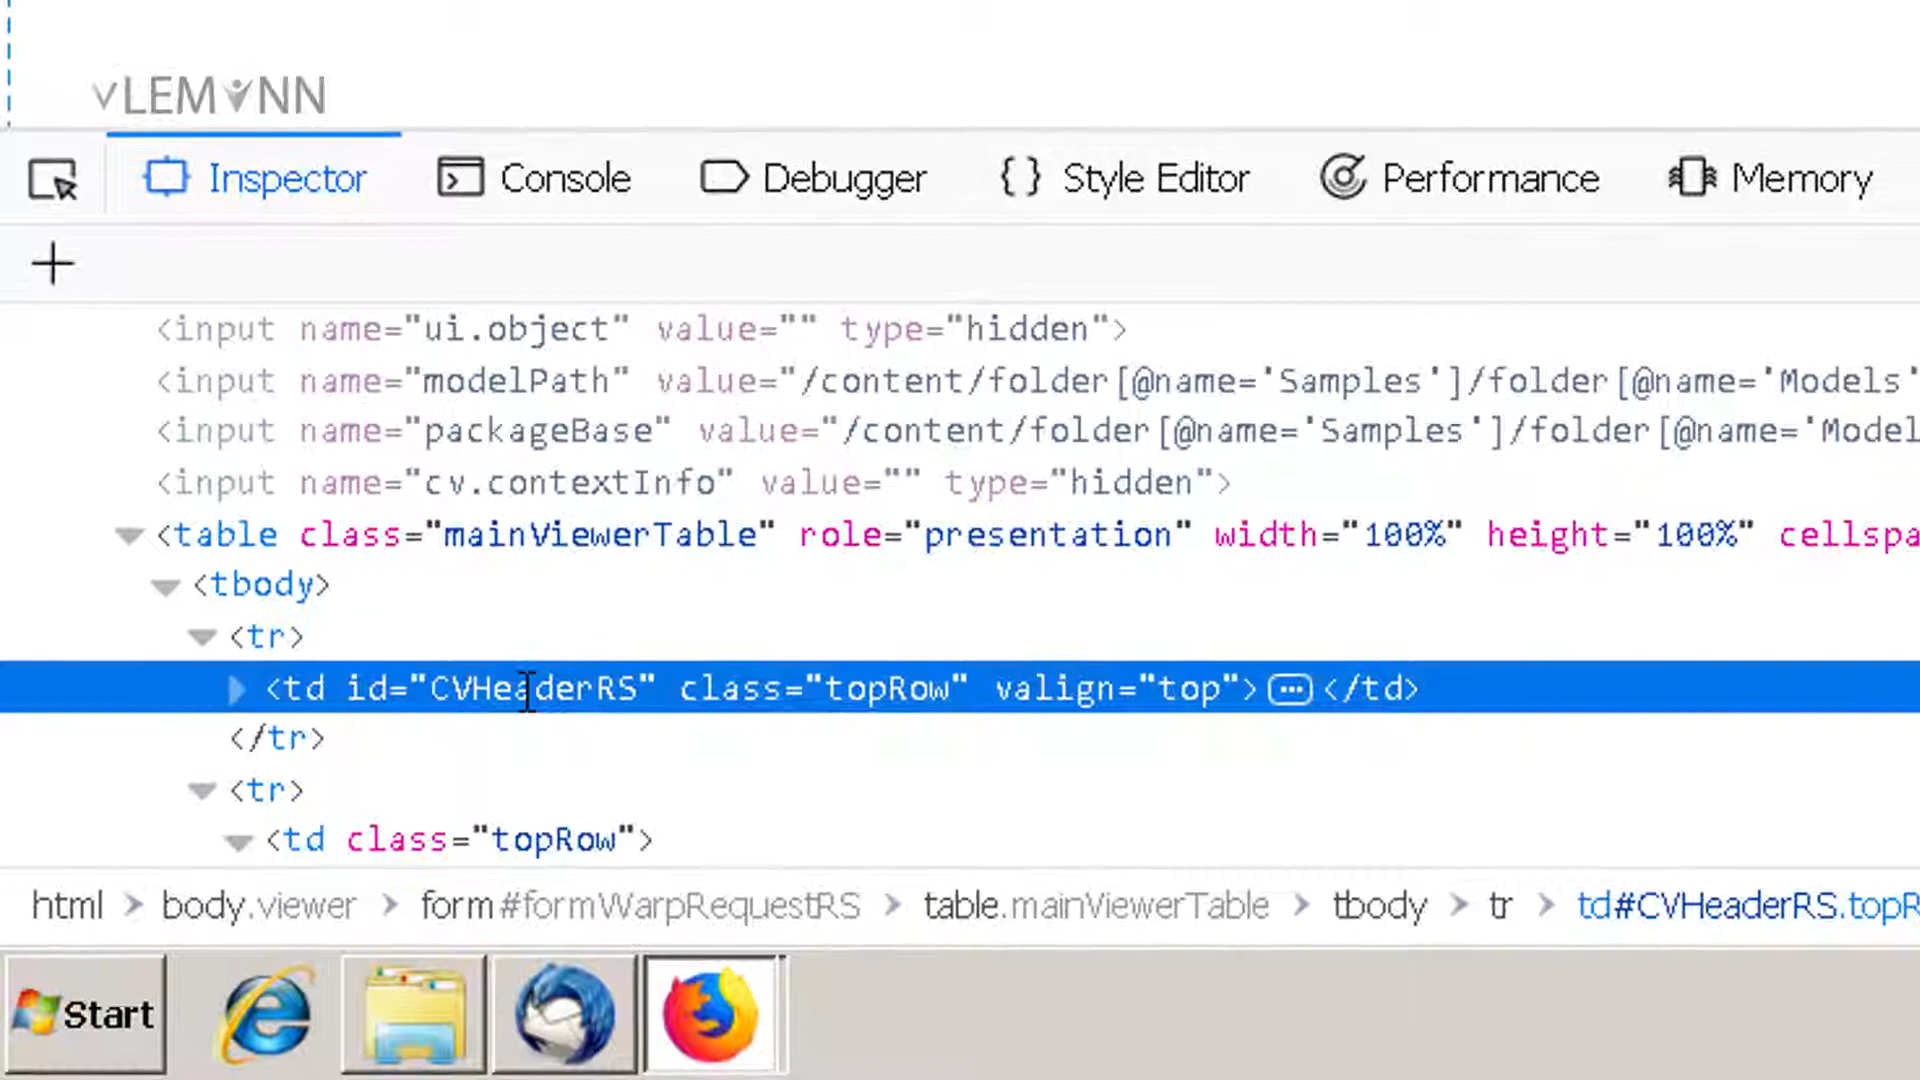 vLEMANN
Inspector Console Debugger Style Editor Performance Memory
<input name="ui.object" value="" type="hidden">
<input name="modelPath" value="/content/folder[@name='Samples']/folder[@name='Models'
<input name="packageBase" value="/content/folder[@name='Samples']/folder[@name='Model
<input name="cv.contextInfo" value="" type="hidden">
<table class="mainViewerTable" role="presentation" width="100%" height="100%" cellspa
<tbody>
<tr>
<td id="CVHeaderRS" class="topRow" valign="top"> ... </td>
</tr>
<tr>
<td class="topRow">
html > body.viewer > form#formWarpRequestRS > table.mainViewerTable > tbody > tr > td#CVHeaderRS.topR
Start